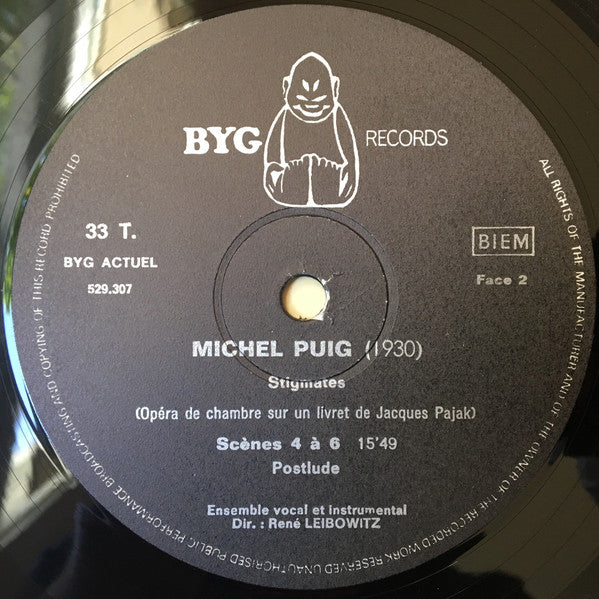 BYG RECORDS
33 T.
BYG ACTUEL
529.307
BIEM
Face 2
MICHEL PUIG (1930)
Stigmates
(Opéra de chambre sur un livret de Jacques Pajak)
Scènes 4 à 6 15'49
Postlude
Ensemble vocal et instrumental
Dir. : René LEIBOWITZ
ALL RIGHTS OF THE MANUFACTURER AND OF THE OWNER OF THE RECORDED WORK RESERVED UNAUTHORISED PUBLIC PERFORMANCE BROADCASTING AND COPYING OF THIS RECORD PROHIBITED